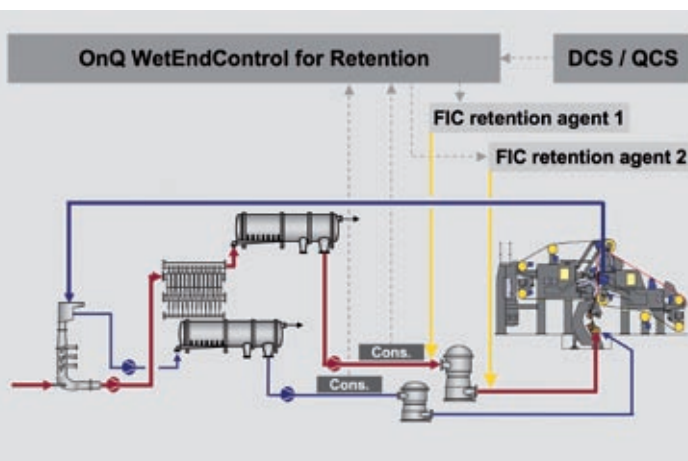 OnQ WetEndControl for Retention
DCS / QCS
FIC retention agent 1
FIC retention agent 2
Cons.
Cons.